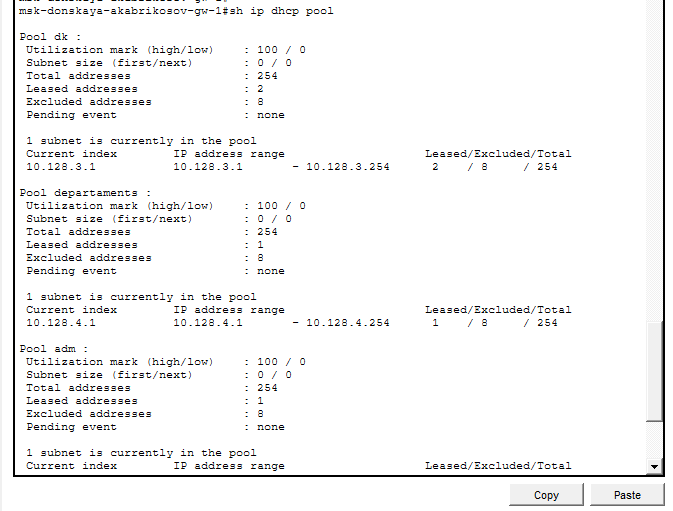 msk-donskaya-akabrikosov-gw-1#sh ip dhcp pool
Pool dk :
Utilization mark (high/low) : 100 / 0
Subnet size (first/next) : 0 / 0
Total addresses : 254
Leased addresses : 2
Excluded addresses : 8
Pending event : none
1 subnet is currently in the pool
Current index IP address range Leased/Excluded/Total
10.128.3.1 10.128.3.1 - 10.128.3.254 2 / 8 / 254
Pool departaments :
Utilization mark (high/low) : 100 / 0
Subnet size (first/next) : 0 / 0
Total addresses : 254
Leased addresses : 1
Excluded addresses : 8
Pending event : none
1 subnet is currently in the pool
Current index IP address range Leased/Excluded/Total
10.128.4.1 10.128.4.1 - 10.128.4.254 1 / 8 / 254
Pool adm :
Utilization mark (high/low) : 100 / 0
Subnet size (first/next) : 0 / 0
Total addresses : 254
Leased addresses : 1
Excluded addresses : 8
Pending event : none
1 subnet is currently in the pool
Current index IP address range Leased/Excluded/Total
Copy Paste